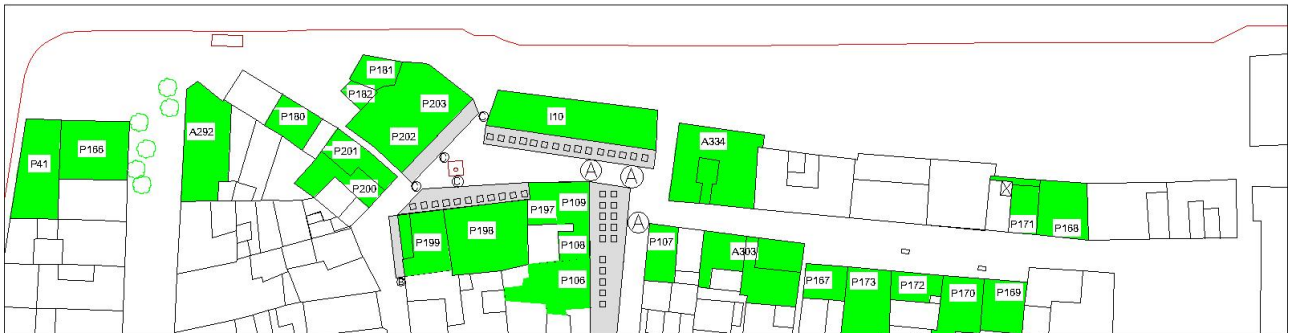 P181
P182
P203
P41
P166
A292
P180
P202
I10
P201
P200
A334
A
A
P197
P109
P199
P198
P108
A
P107
A303
P171
P168
P106
P167
P173
P172
P170
P169